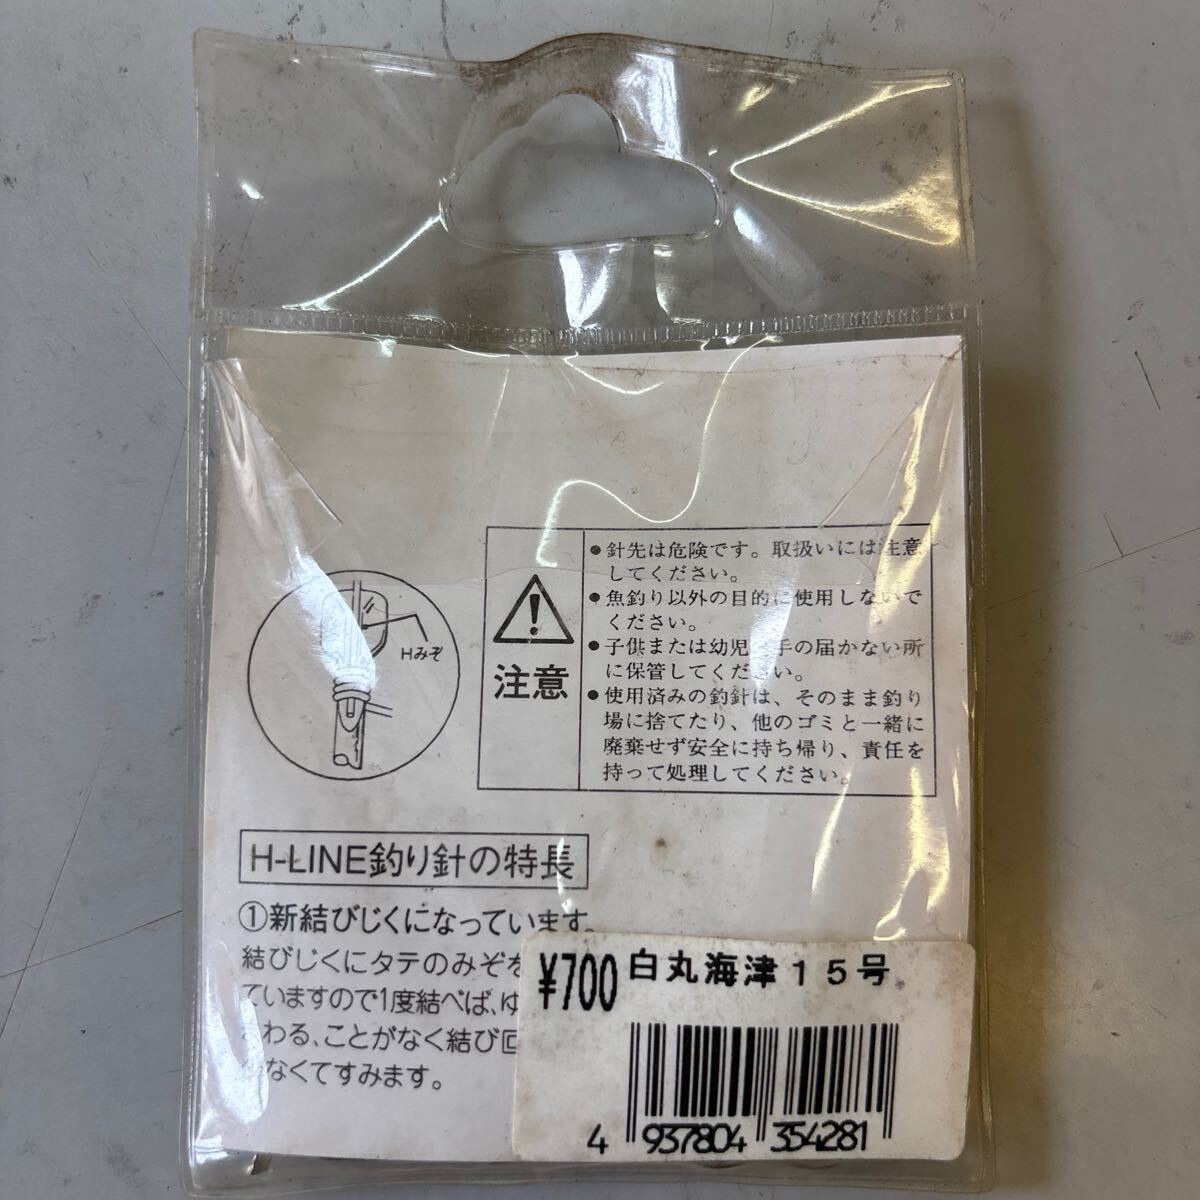 Hみぞ
注意
●針先は危険です。取扱いには注意
してください。
●魚釣り以外の目的に使用しないで
ください。
●子供または幼児 手の届かない所
に保管してください。
●使用済みの釣針は、そのまま釣り
場に捨てたり、他のゴミと一緒に
廃棄せず安全に持ち帰り、責任を
持って処理してください。
H-LINE釣り針の特長
①新結びじくになっています。
結びじくにタテのみぞを
ていますので1度結べば、ゆ
わる、ことがなく結び回
なくてすみます。
¥700 白丸海津15号
4 937804 354281